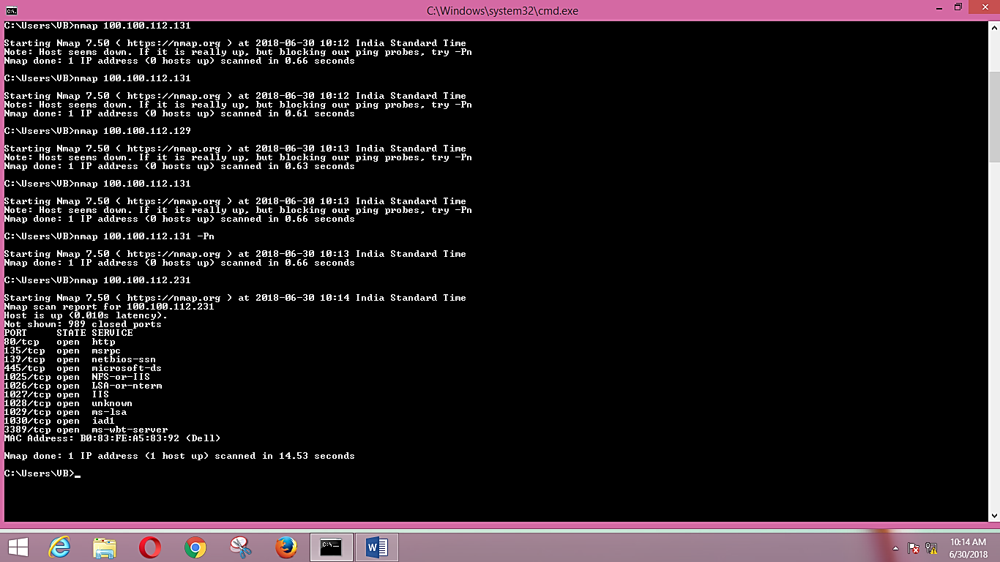 C:\Windows\system32\cmd.exe
C:\Users\VB>nmap 100.100.112.131
Starting Nmap 7.50 ( https://nmap.org ) at 2018-06-30 10:12 India Standard Time
Note: Host seems down. If it is really up, but blocking our ping probes, try -Pn
Nmap done: 1 IP address (0 hosts up) scanned in 0.66 seconds
C:\Users\VB>nmap 100.100.112.131
Starting Nmap 7.50 ( https://nmap.org ) at 2018-06-30 10:12 India Standard Time
Note: Host seems down. If it is really up, but blocking our ping probes, try -Pn
Nmap done: 1 IP address (0 hosts up) scanned in 0.61 seconds
C:\Users\VB>nmap 100.100.112.129
Starting Nmap 7.50 ( https://nmap.org ) at 2018-06-30 10:13 India Standard Time
Note: Host seems down. If it is really up, but blocking our ping probes, try -Pn
Nmap done: 1 IP address (0 hosts up) scanned in 0.63 seconds
C:\Users\VB>nmap 100.100.112.131
Starting Nmap 7.50 ( https://nmap.org ) at 2018-06-30 10:13 India Standard Time
Note: Host seems down. If it is really up, but blocking our ping probes, try -Pn
Nmap done: 1 IP address (0 hosts up) scanned in 0.66 seconds
C:\Users\VB>nmap 100.100.112.131 -Pn
Starting Nmap 7.50 ( https://nmap.org ) at 2018-06-30 10:13 India Standard Time
Nmap done: 1 IP address (0 hosts up) scanned in 0.66 seconds
C:\Users\VB>nmap 100.100.112.231
Starting Nmap 7.50 ( https://nmap.org ) at 2018-06-30 10:14 India Standard Time
Nmap scan report for 100.100.112.231
Host is up (0.010s latency).
Not shown: 989 closed ports
PORT     STATE SERVICE
80/tcp   open  http
135/tcp  open  msrpc
139/tcp  open  netbios-ssn
445/tcp  open  microsoft-ds
1025/tcp open  NFS-or-IIS
1026/tcp open  LSA-or-nterm
1027/tcp open  IIS
1028/tcp open  unknown
1029/tcp open  ms-lsa
1030/tcp open  iad1
3389/tcp open  ms-wbt-server
MAC Address: B0:83:FE:A5:83:92 (Dell)
Nmap done: 1 IP address (1 host up) scanned in 14.53 seconds
C:\Users\VB>_
10:14 AM
6/30/2018